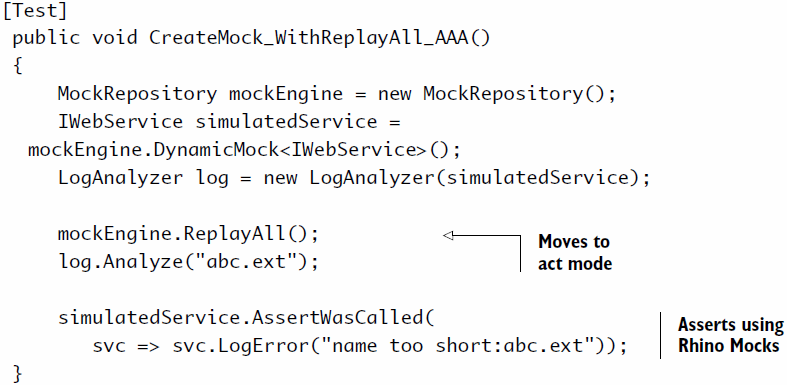 [Test]
public void CreateMock_WithReplayAll_AAA()
{
MockRepository mockEngine = new MockRepository();
IWebService simulatedService =
mockEngine.DynamicMock<IWebService>();
LogAnalyzer log = new LogAnalyzer(simulatedService);
mockEngine.ReplayAll();
log.Analyze("abc.ext");
Moves to
act mode
simulatedService.AssertWasCalled(
svc => svc.LogError("name too short:abc.ext"));
Asserts using
Rhino Mocks
}